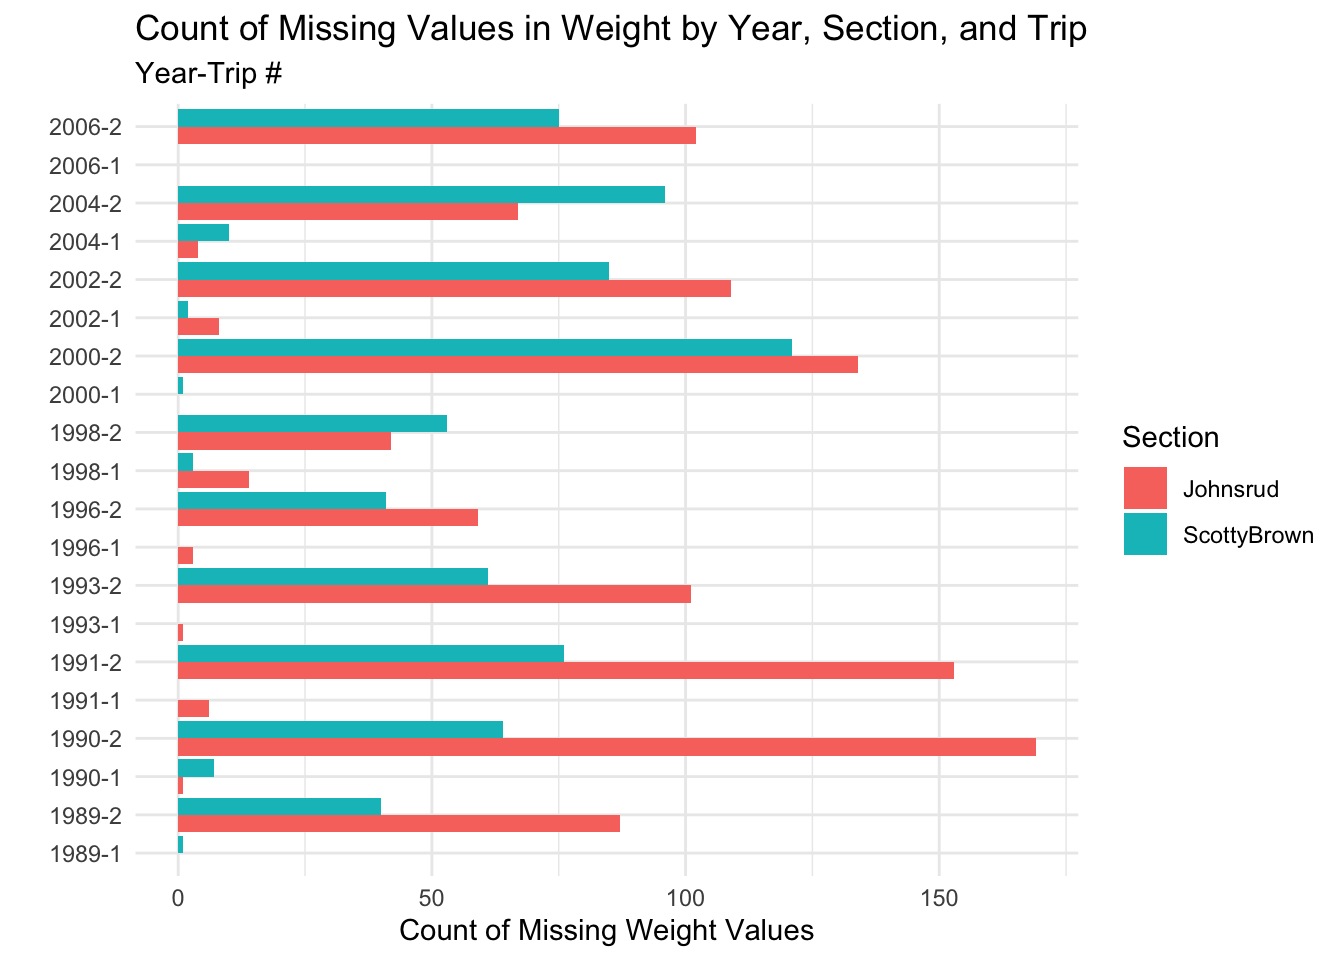 Count of Missing Values in Weight by Year, Section, and Trip
Year-Trip #
2006-2
2006-1
2004-2
2004-1
2002-2
2002-1
2000-2
2000-1
1998-2
1998-1
1996-2
1996-1
1993-2
1993-1
1991-2
1991-1
1990-2
1990-1
1989-2
1989-1
0 50 100 150
Count of Missing Weight Values
Section
Johnsrud
ScottyBrown